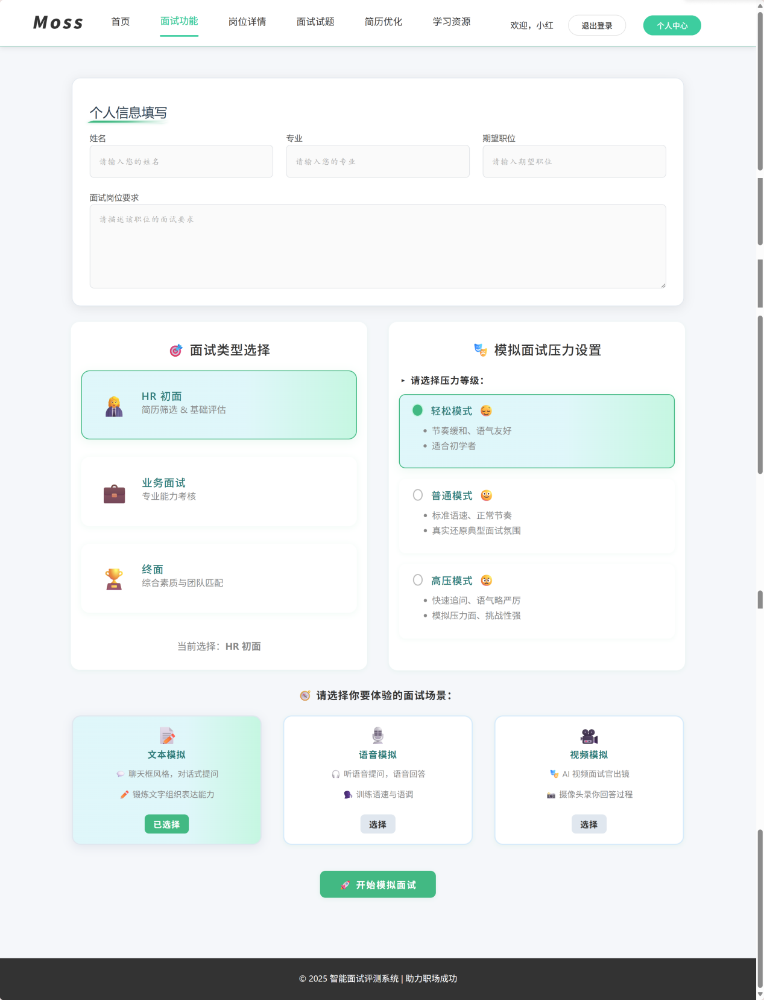 Moss
首页
面试功能
岗位详情
面试试题
简历优化
学习资源
欢迎，小红
退出登录
个人中心
个人信息填写
姓名
专业
期望职位
请输入您的姓名
请输入您的专业
请输入期望职位
面试岗位要求
请描述该职位的面试要求
面试类型选择
HR 初面
简历筛选 & 基础评估
业务面试
专业能力考核
终面
综合素质与团队匹配
当前选择：HR 初面
模拟面试压力设置
请选择压力等级：
轻松模式
节奏缓和、语气友好
适合初学者
普通模式
标准语速、正常节奏
真实还原典型面试氛围
高压模式
快速追问、语气略严厉
模拟压力面、挑战性强
请选择你要体验的面试场景：
文本模拟
聊天框风格，对话式提问
锻炼文字组织表达能力
已选择
语音模拟
听语音提问，语音回答
训练语速与语调
选择
视频模拟
AI 视频面试官出镜
摄像头录你回答过程
选择
开始模拟面试
© 2025 智能面试评测系统 | 助力职场成功